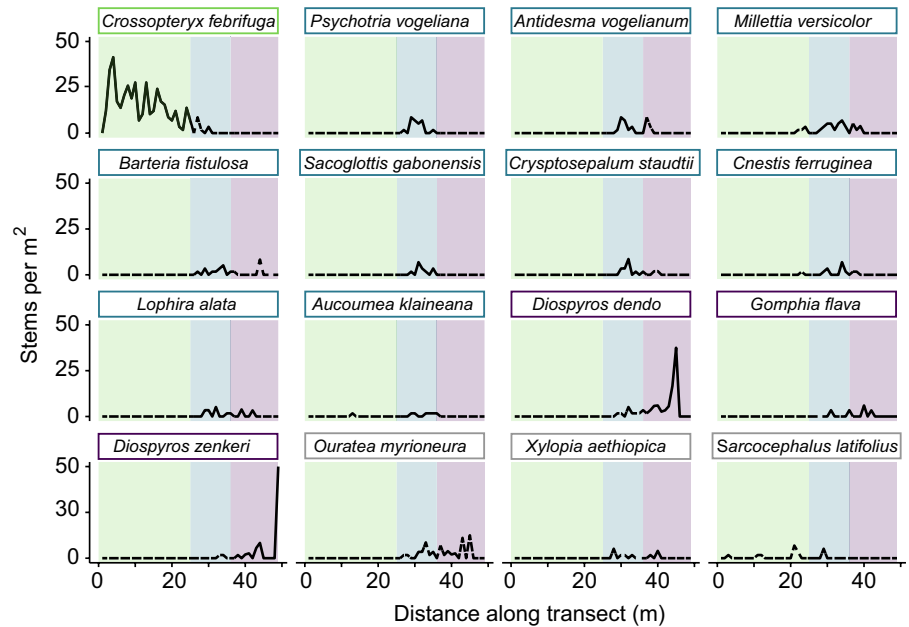 Crossopteryx febrifuga Psychotria vogeliana Antidesma vogelianum Millettia versicolor
50
25
0
Barteria fistulosa Sacoglottis gabonensis Crysptosepalum staudtii Cnestis ferruginea
50
25
0
Stems per m²
Lophira alata Aucoumea klaineana Diospyros dendo Gomphia flava
50
25
0
Diospyros zenkeri Ouratea myrioneura Xylopia aethiopica Sarcocephalus latifolius
50
30
0
0 20 40 0 20 40 0 20 40 0 20 40
Distance along transect (m)